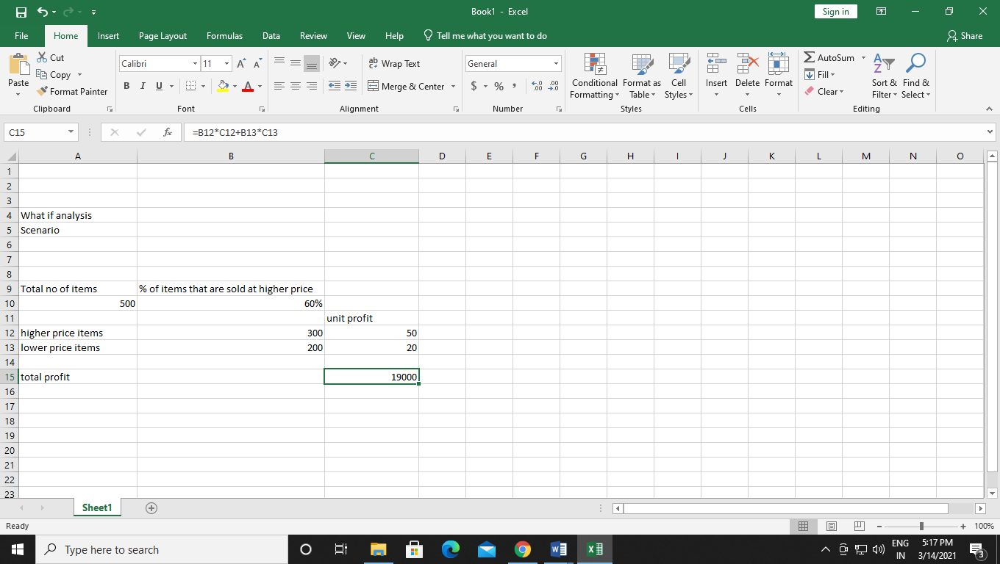 Book1 - Excel
Sign in
File Home Insert Page Layout Formulas Data Review View Help Tell me what you want to do Share
Paste
Cut
Copy
Format Painter
Clipboard
Calibri 11
B I U
Font
Wrap Text
Merge & Center
Alignment
General
$ % ,
Number
Conditional Formatting
Format as Table
Cell Styles
Styles
Insert Delete Format
Cells
AutoSum
Fill
Clear
Sort & Filter
Find & Select
Editing
C15 fx =B12*C12+B13*C13
A B C D E F G H I J K L M N O
1
2
3
4 What if analysis
5 Scenario
6
7
8
9 Total no of items % of items that are sold at higher price
10 500 60%
11 unit profit
12 higher price items 300 50
13 lower price items 200 20
14
15 total profit 19000
16
17
18
19
20
21
22
23
Sheet1
Ready 100%
Type here to search
ENG
IN
5:17 PM
3/14/2021
3